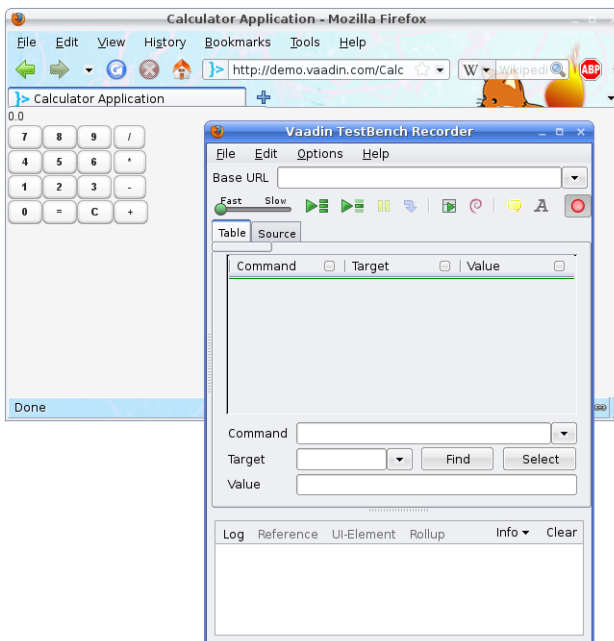 Calculator Application - Mozilla Firefox
File Edit View History Bookmarks Tools Help
http://demo.vaadin.com/Calc W Wikipedi ABP
Calculator Application
0.0
7 8 9 /
4 5 6 *
1 2 3 -
0 = C +
Done
Vaadin TestBench Recorder
File Edit Options Help
Base URL
Fast Slow A
Table Source
Command Target Value
Command
Target Find Select
Value
Log Reference UI-Element Rollup Info Clear